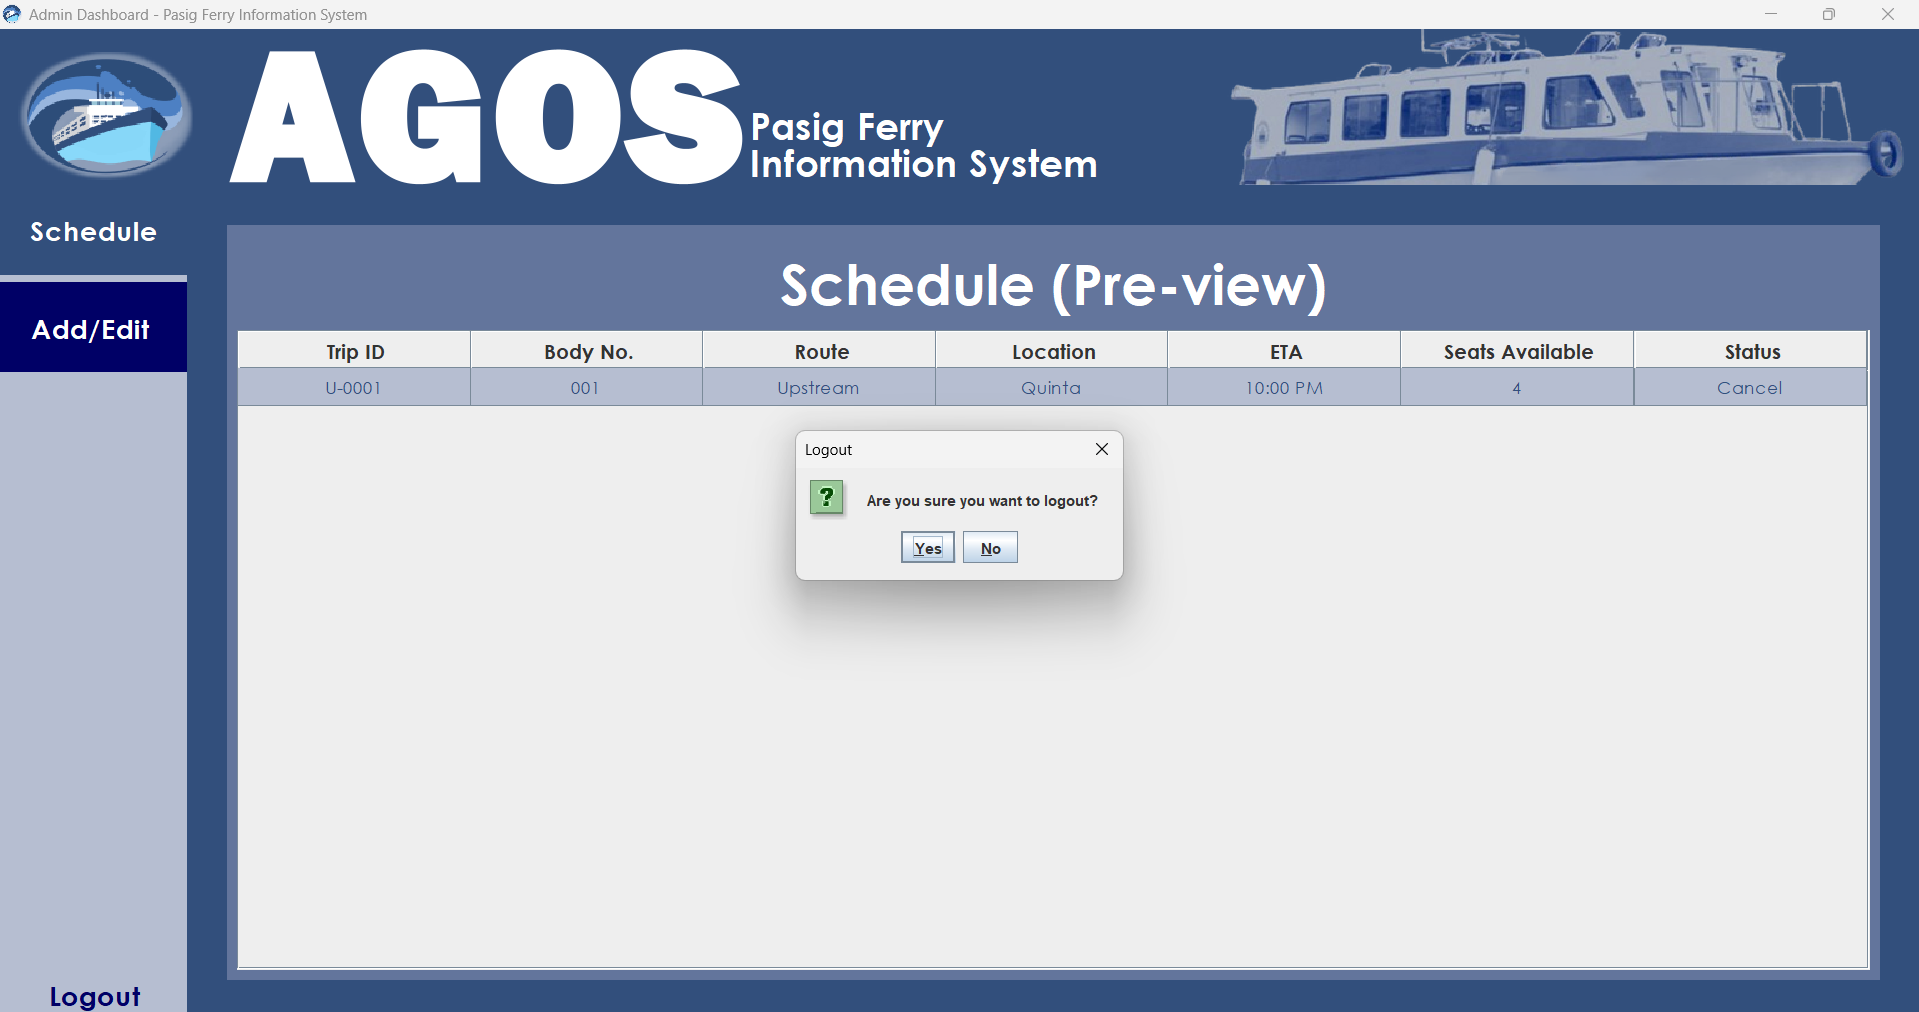 Admin Dashboard - Pasig Ferry Information System
AGOS
Pasig Ferry
Information System
Schedule
Add/Edit
Logout
Schedule (Pre-view)
Trip ID Body No. Route Location ETA Seats Available Status
U-0001 001 Upstream Quinta 10:00 PM 4 Cancel
Logout
?
Are you sure you want to logout?
Yes No